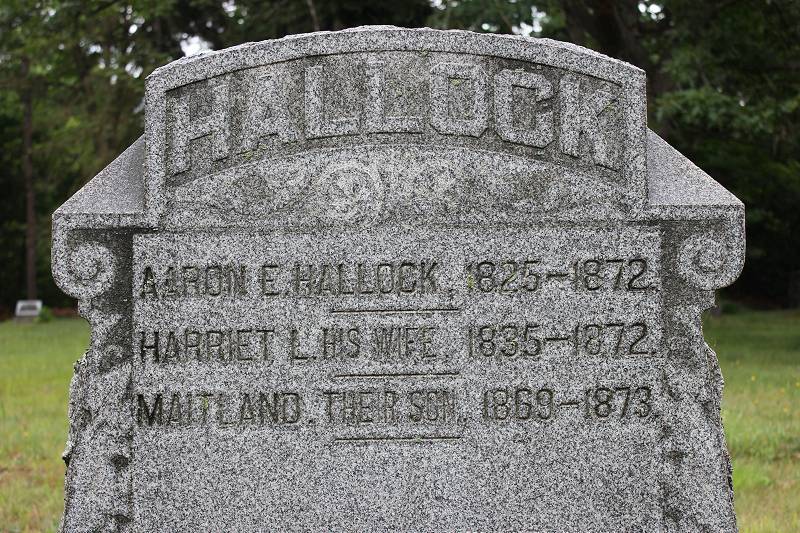 HALLOCK
AARON E. HALLOCK, 1825-1872.
HARRIET L. HIS WIFE, 1835-1872.
MAITLAND, THEIR SON, 1869-1873.